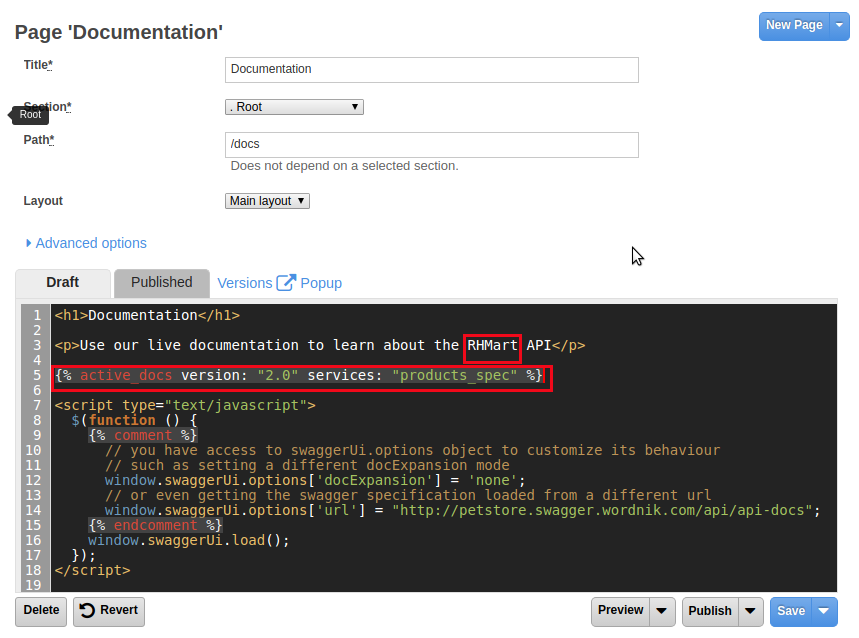 Page 'Documentation'
New Page
Title*
Documentation
Section*
. Root
Root
Path*
/docs
Does not depend on a selected section.
Layout
Main layout
Advanced options
Draft Published Versions Popup
1 <h1>Documentation</h1>
2
3 <p>Use our live documentation to learn about the RHMart API</p>
4
5 {% active_docs version: "2.0" services: "products_spec" %}
6
7 <script type="text/javascript">
8 $(function () {
9 {% comment %}
10 // you have access to swaggerUi.options object to customize its behaviour
11 // such as setting a different docExpansion mode
12 window.swaggerUi.options['docExpansion'] = 'none';
13 // or even getting the swagger specification loaded from a different url
14 window.swaggerUi.options['url'] = "http://petstore.swagger.wordnik.com/api/api-docs";
15 {% endcomment %}
16 window.swaggerUi.load();
17 });
18 </script>
19
Delete Revert Preview Publish Save